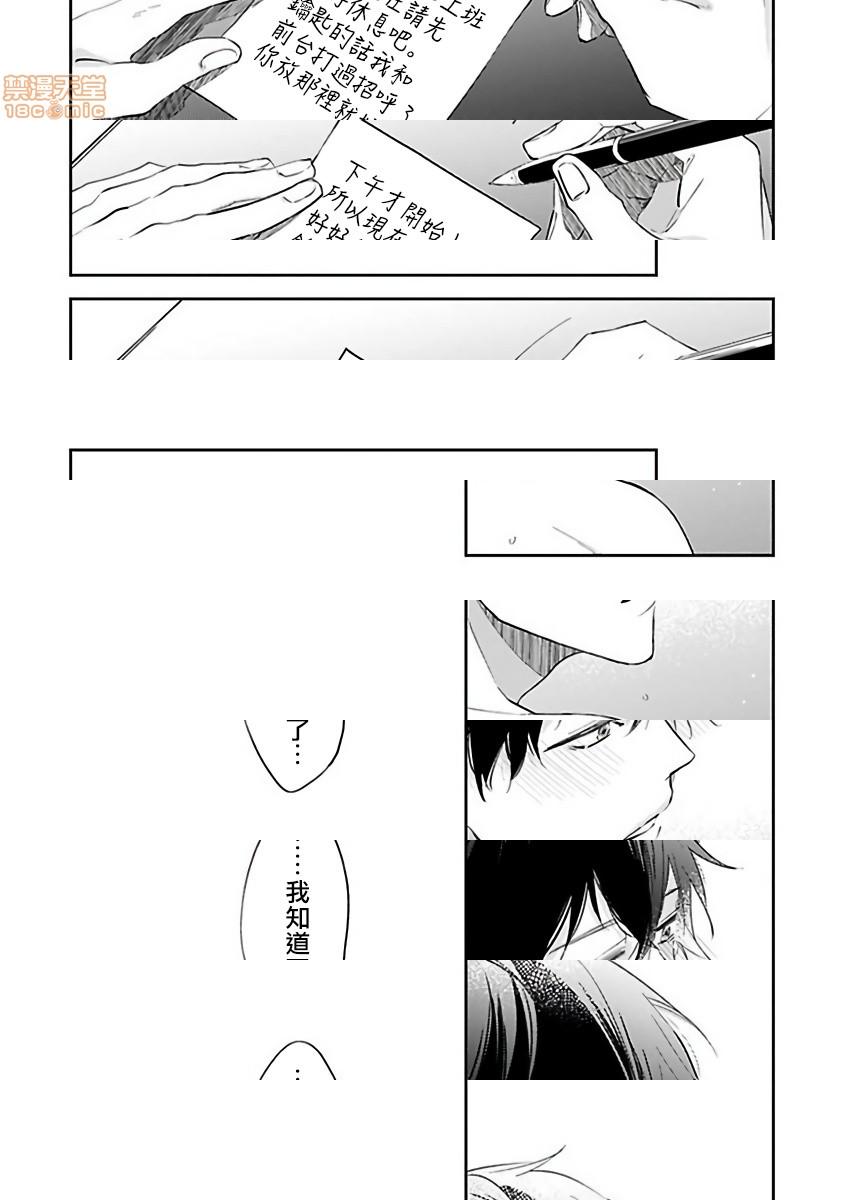 禁漫天堂
18comic
上班
請先
休息吧。
鑰匙的話我和
前台打過招呼了
你放那裡就
下午才開始
所以現在
好好
了…
……我知道